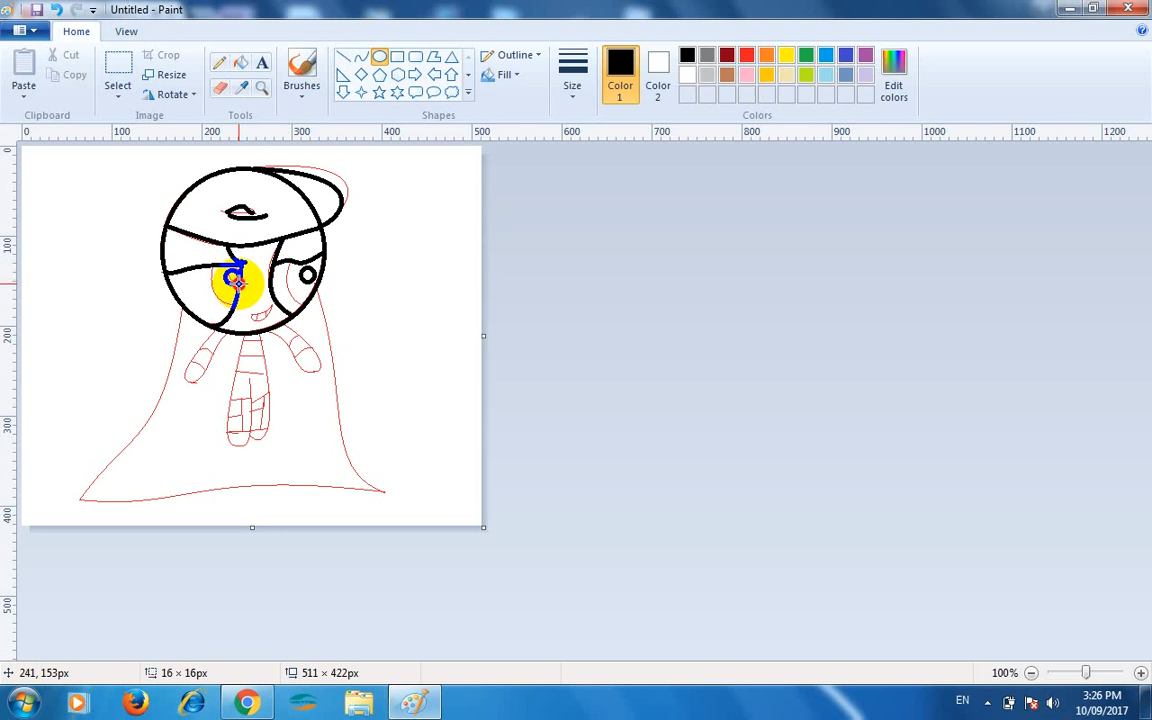 Untitled - Paint
Home
View
Paste
Cut
Copy
Clipboard
Select
Crop
Resize
Rotate
Image
A
Tools
Brushes
Outline
Fill
Shapes
Size
Color 1
Color 2
Edit colors
Colors
0 100 200 300 400 500 600 700 800 900 1000 1100 1200
0
100
200
300
400
500
241, 153px
16 × 16px
511 × 422px
100%
EN
3:26 PM
10/09/2017